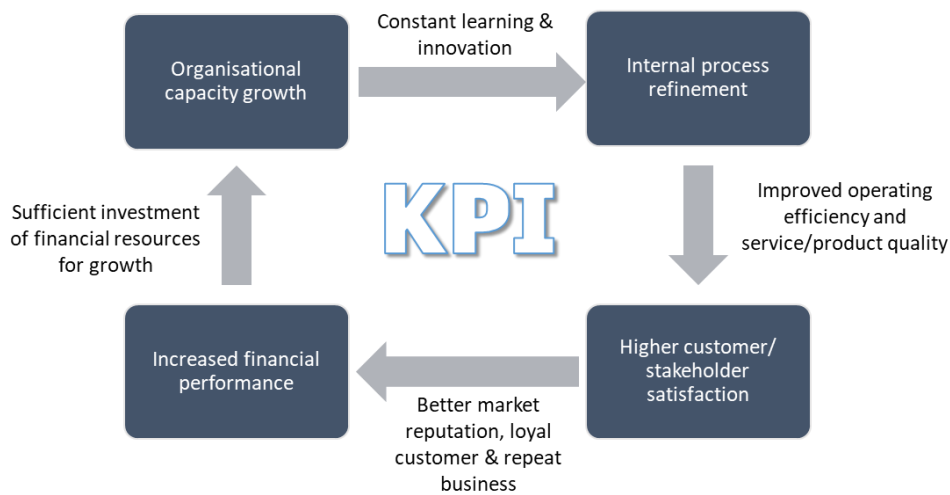 Constant learning &
innovation
Organisational
capacity growth
Internal process
refinement
Sufficient investment
of financial resources
for growth
KPI
Improved operating
efficiency and
service/product quality
Increased financial
performance
Higher customer/
stakeholder
satisfaction
Better market
reputation, loyal
customer & repeat
business